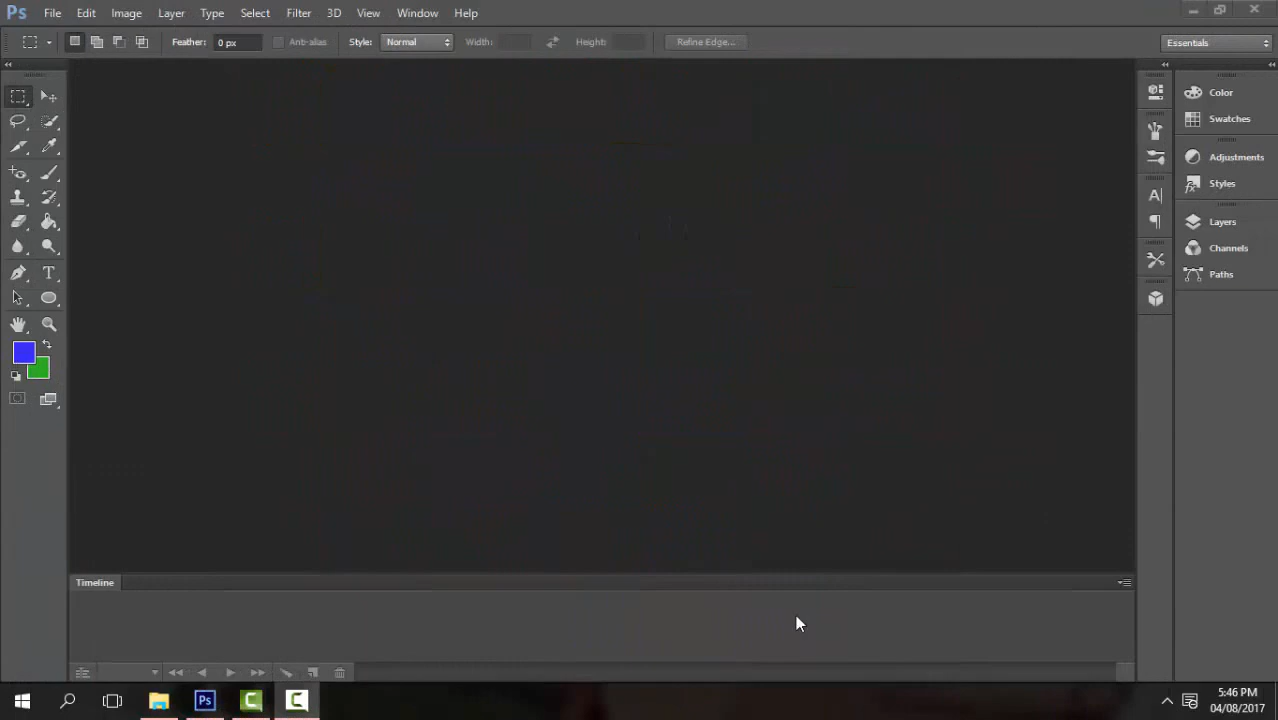 Ps File Edit Image Layer Type Select Filter 3D View Window Help
Feather: 0 px Anti-alias Style: Normal Width: Height: Refine Edge... Essentials
Color
Swatches
Adjustments
Styles
Layers
Channels
Paths
Timeline
Ps
5:46 PM
04/08/2017